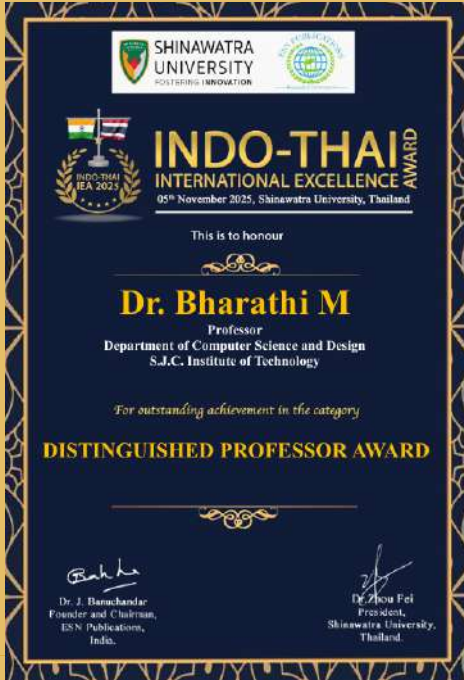 SHINAWATRA
UNIVERSITY
FOSTERING INNOVATION
ESN PUBLICATIONS
INDO-THAI
IEA 2025
INDO-THAI
INTERNATIONAL EXCELLENCE
AWARD
05th November 2025, Shinawatra University, Thailand
This is to honour
Dr. Bharathi M
Professor
Department of Computer Science and Design
S.J.C. Institute of Technology
For outstanding achievement in the category
DISTINGUISHED PROFESSOR AWARD
Dr. J. Banuchandar
Founder and Chairman,
ESN Publications,
India.
Dr. Zhou Fei
President,
Shinawatra University,
Thailand.